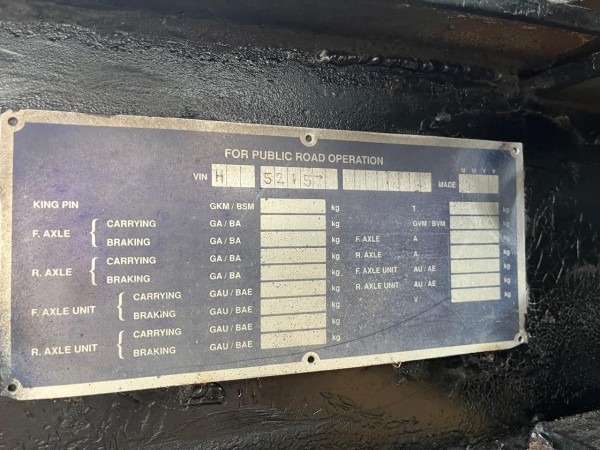 FOR PUBLIC ROAD OPERATION
VIN H 5215 MADE M M Y Y
KING PIN GKM / BSM kg T kg
F. AXLE { CARRYING GA / BA kg GVM / BVM kg
BRAKING GA / BA kg F. AXLE A kg
R. AXLE { CARRYING GA / BA kg R. AXLE A kg
BRAKING GA / BA kg F. AXLE UNIT AU / AE kg
F. AXLE UNIT { CARRYING GAU / BAE kg R. AXLE UNIT AU / AE kg
BRAKING GAU / BAE kg V kg
R. AXLE UNIT { CARRYING GAU / BAE kg
BRAKING GAU / BAE kg